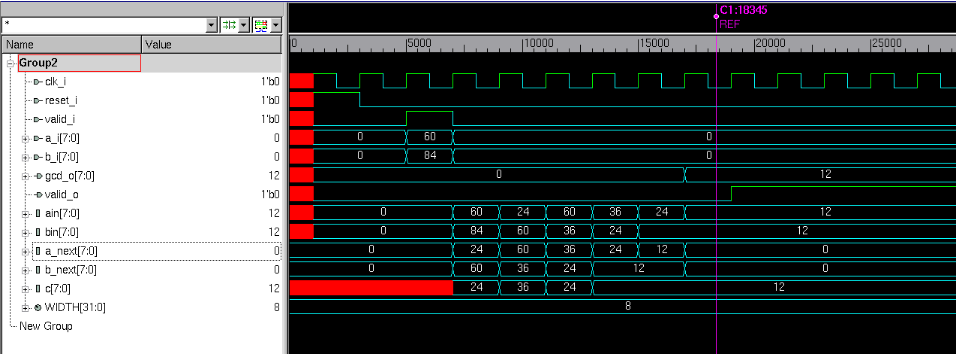 C1:18345
REF
*
Name Value
0 5000 10000 15000 20000 25000
Group2
clk_i 1'b0
reset_i 1'b0
valid_i 1'b0
a_i[7:0] 0 0 60 0
b_i[7:0] 0 0 84 0
gcd_o[7:0] 12 0 12
valid_o 1'b0
ain[7:0] 12 0 60 24 60 36 24 12
bin[7:0] 12 0 84 60 36 24 12
a_next[7:0] 0 0 24 60 36 24 12 0
b_next[7:0] 0 0 60 36 24 12 0
c[7:0] 12 24 36 24 12
WIDTH[31:0] 8 8
New Group